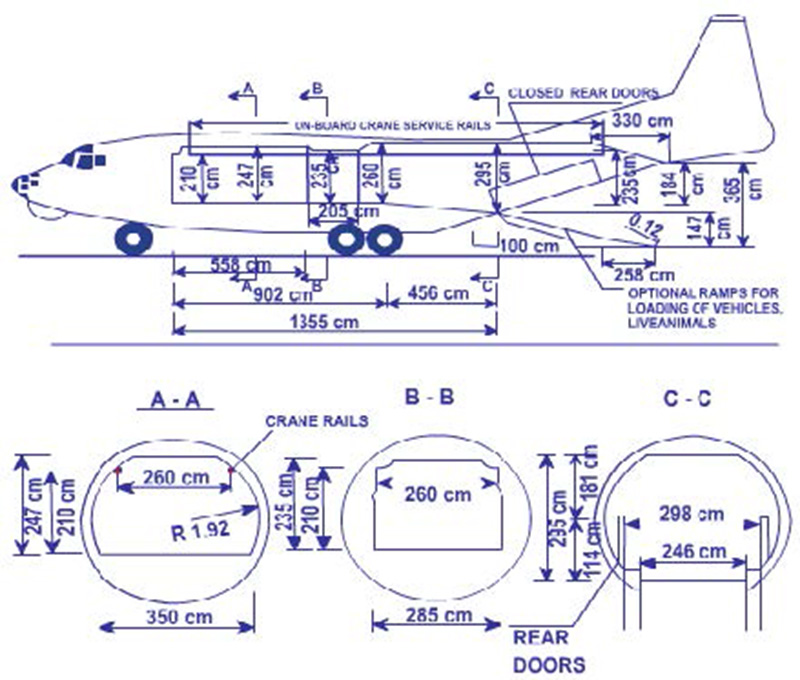 A
B
C
CLOSED REAR DOORS
ON-BOARD CRANE SERVICE RAILS
330 cm
210 cm
247 cm
235 cm
260 cm
295 cm
235 cm
184 cm
365 cm
205 cm
147 cm
0.12
100 cm
558 cm
258 cm
A
B
C
902 cm
456 cm
OPTIONAL RAMPS FOR
LOADING OF VEHICLES,
LIVEANIMALS
1355 cm
A - A
B - B
C - C
CRANE RAILS
247 cm
210 cm
260 cm
R 1.92
350 cm
235 cm
210 cm
260 cm
285 cm
295 cm
181 cm
114 cm
298 cm
246 cm
REAR
DOORS